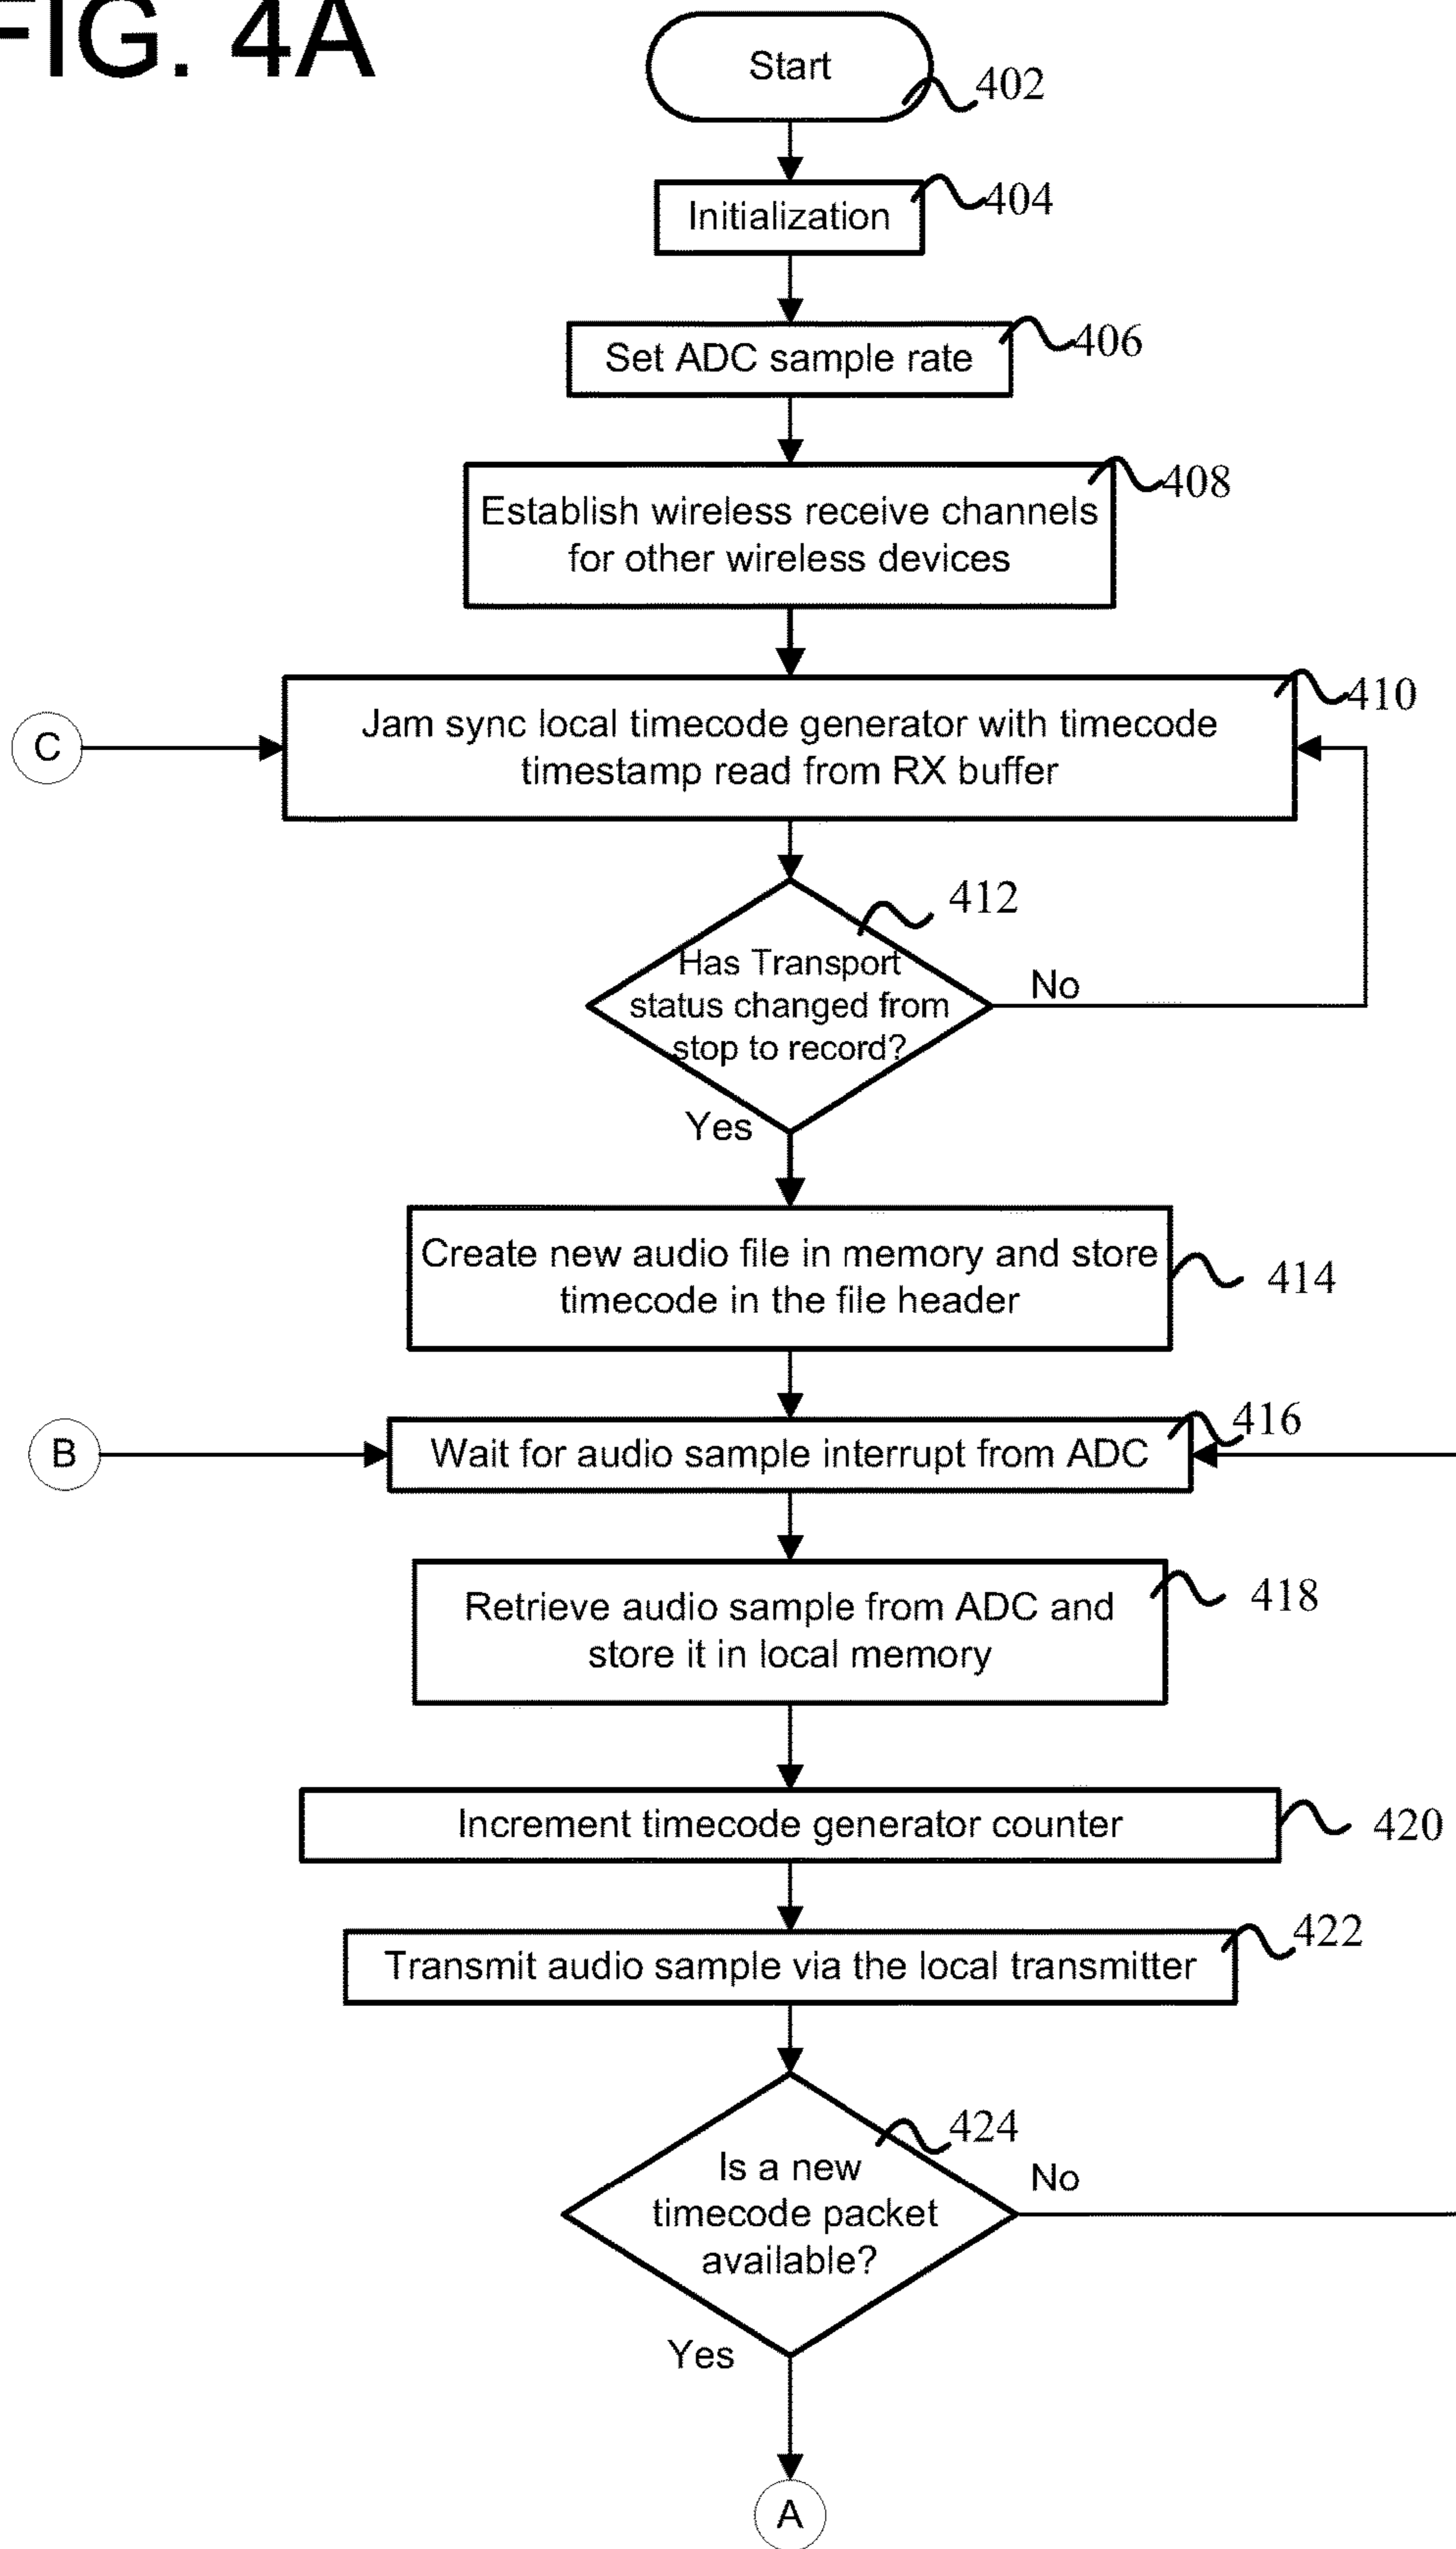 FIG. 4A
Start
402
Initialization
404
Set ADC sample rate
406
Establish wireless receive channels
for other wireless devices
408
C
Jam sync local timecode generator with timecode
timestamp read from RX buffer
410
Has Transport
status changed from
stop to record?
412
No
Yes
Create new audio file in memory and store
timecode in the file header
414
B
Wait for audio sample interrupt from ADC
416
Retrieve audio sample from ADC and
store it in local memory
418
Increment timecode generator counter
420
Transmit audio sample via the local transmitter
422
Is a new
timecode packet
available?
424
No
Yes
A